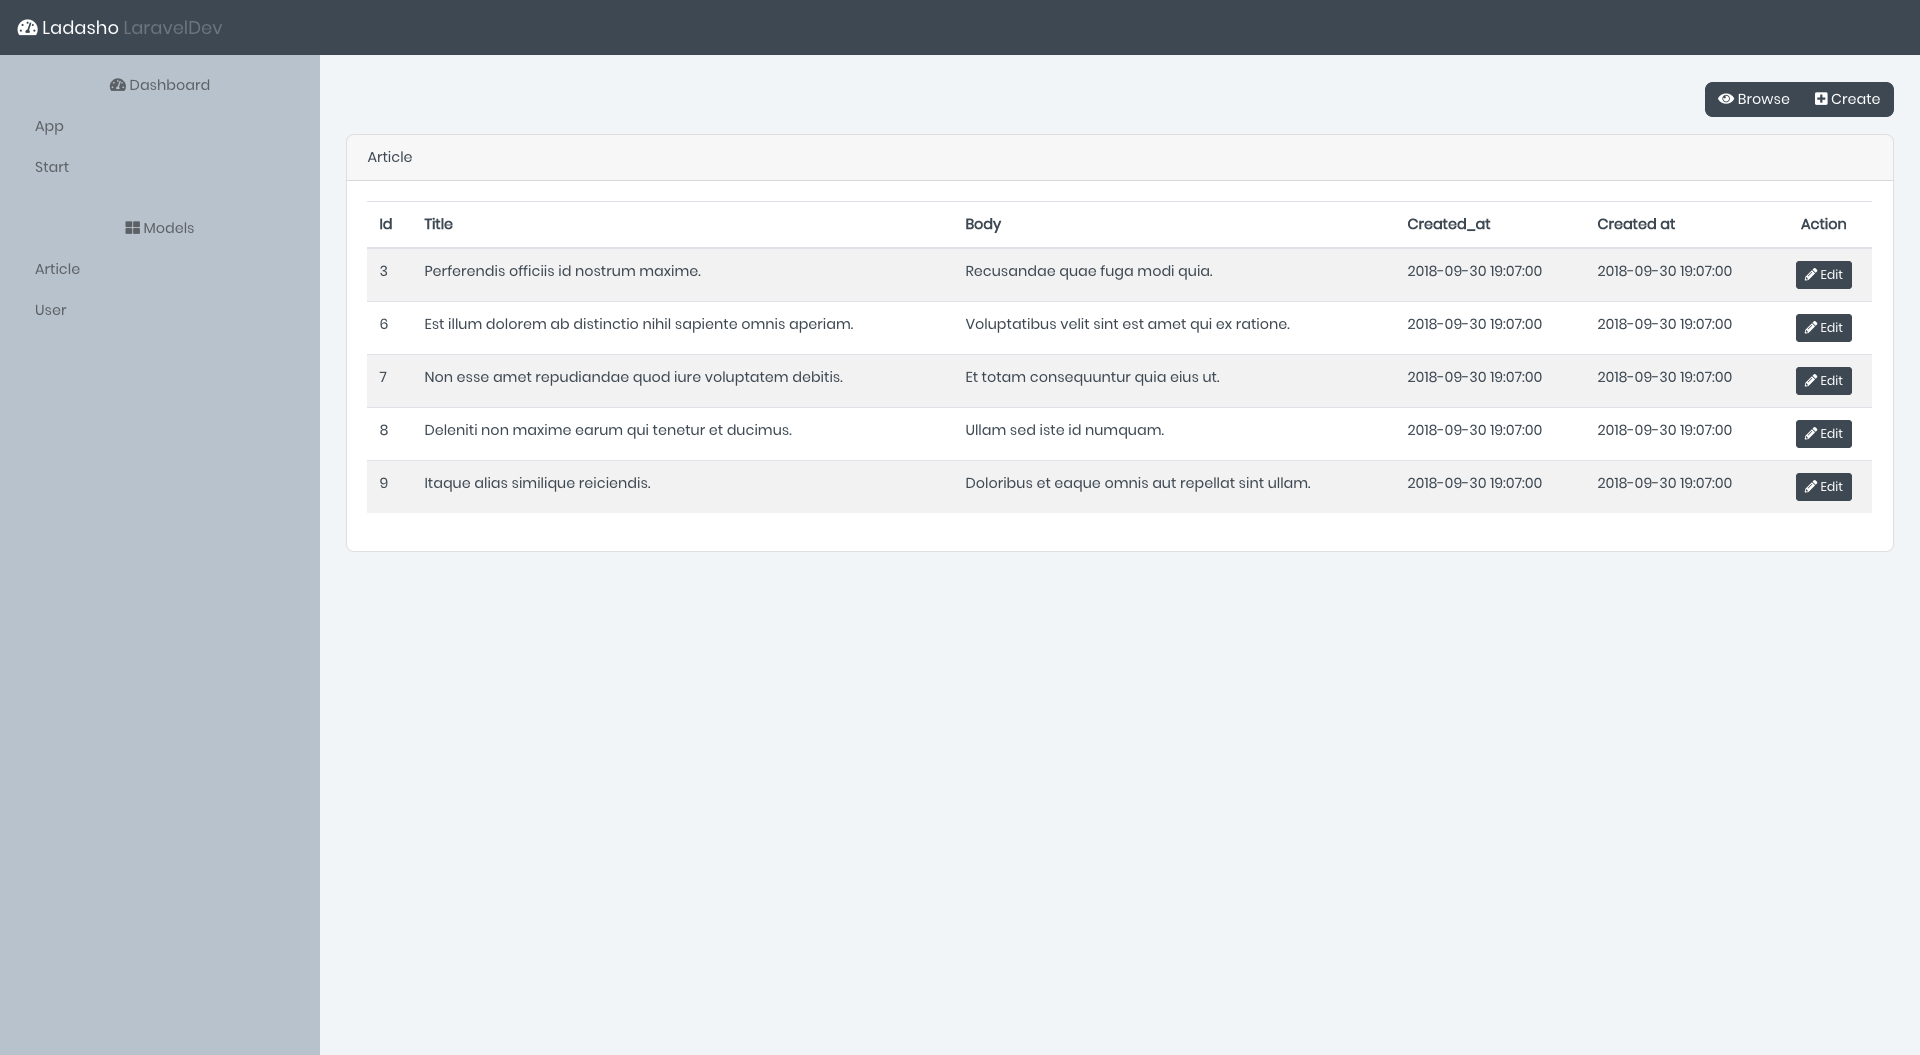 Ladasho LaravelDev
Dashboard
App
Start
Models
Article
User
Browse Create
Article
Id Title Body Created_at Created at Action
3 Perferendis officiis id nostrum maxime. Recusandae quae fuga modi quia. 2018-09-30 19:07:00 2018-09-30 19:07:00 Edit
6 Est illum dolorem ab distinctio nihil sapiente omnis aperiam. Voluptatibus velit sint est amet qui ex ratione. 2018-09-30 19:07:00 2018-09-30 19:07:00 Edit
7 Non esse amet repudiandae quod iure voluptatem debitis. Et totam consequuntur quia eius ut. 2018-09-30 19:07:00 2018-09-30 19:07:00 Edit
8 Deleniti non maxime earum qui tenetur et ducimus. Ullam sed iste id numquam. 2018-09-30 19:07:00 2018-09-30 19:07:00 Edit
9 Itaque alias similique reiciendis. Doloribus et eaque omnis aut repellat sint ullam. 2018-09-30 19:07:00 2018-09-30 19:07:00 Edit